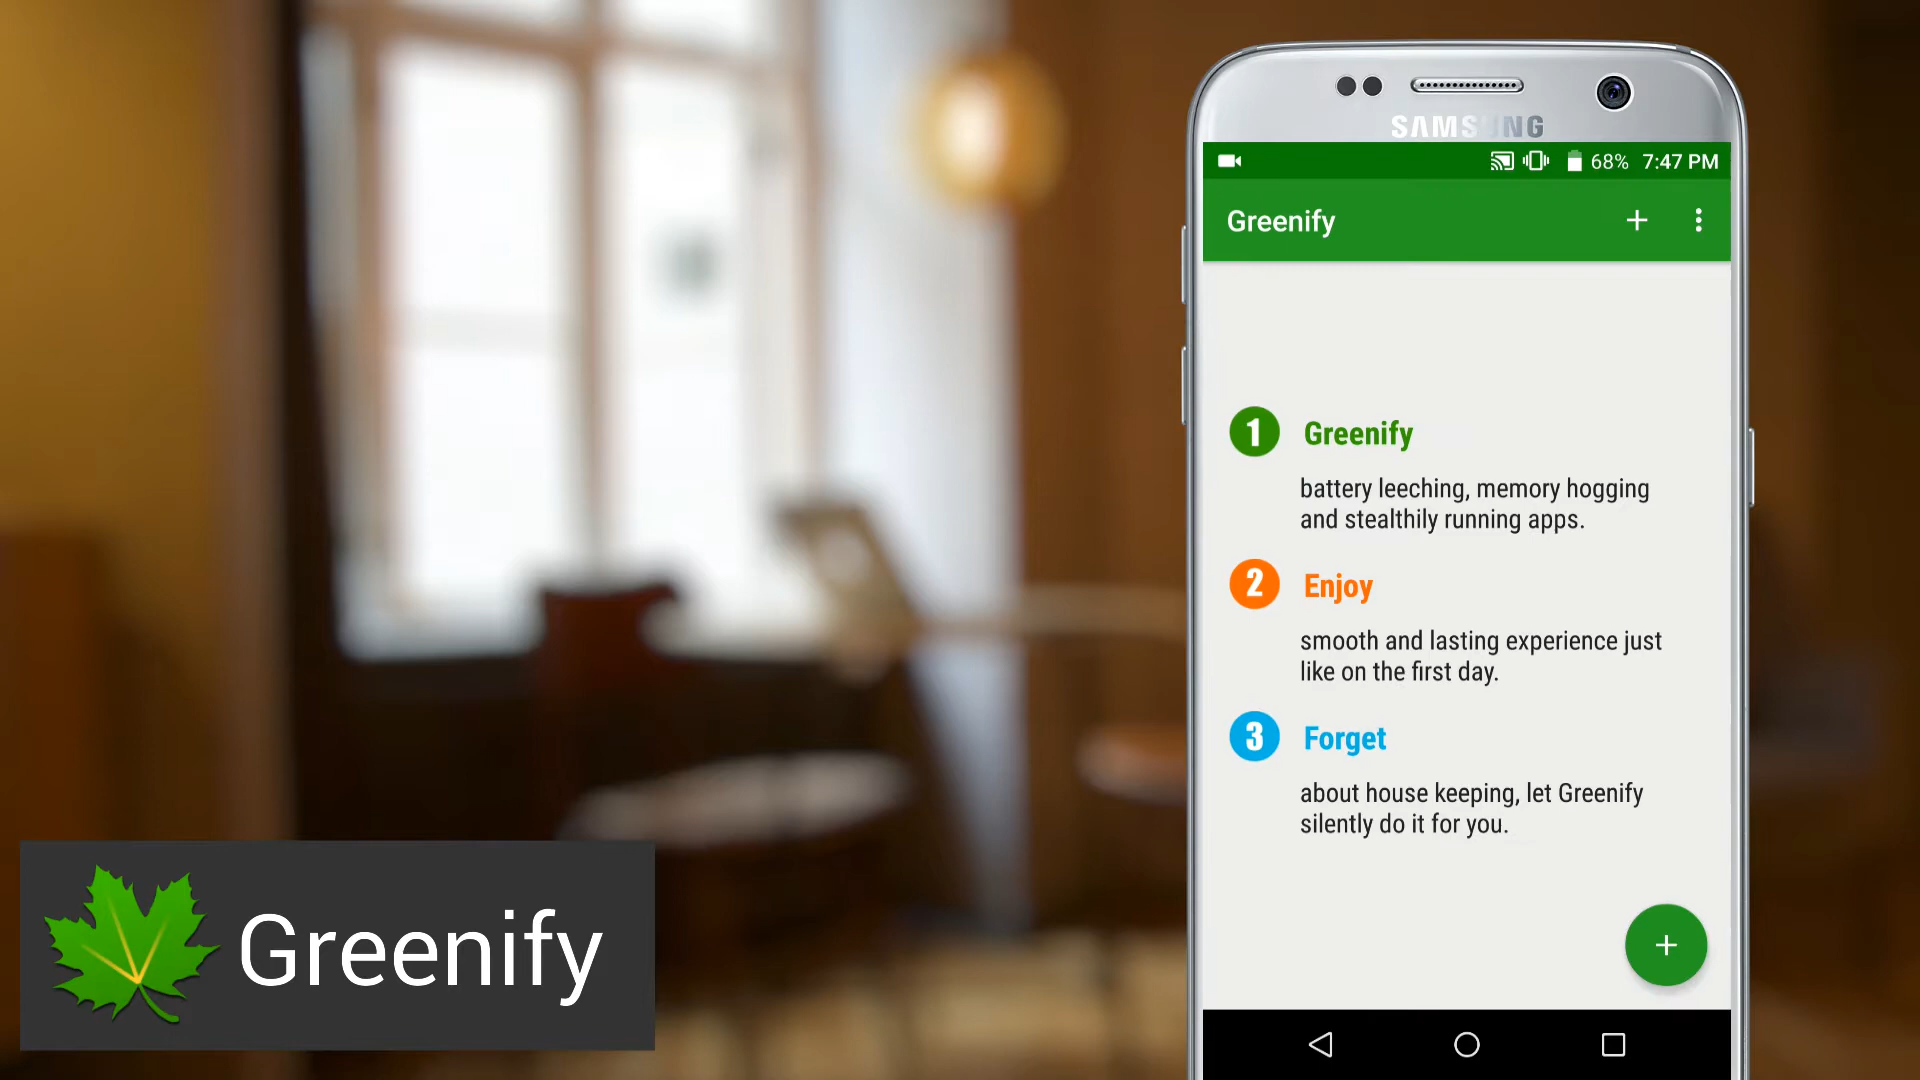 SAMSUNG
68% 7:47 PM
Greenify
1 Greenify
battery leeching, memory hogging
and stealthily running apps.
2 Enjoy
smooth and lasting experience just
like on the first day.
3 Forget
about house keeping, let Greenify
silently do it for you.
Greenify